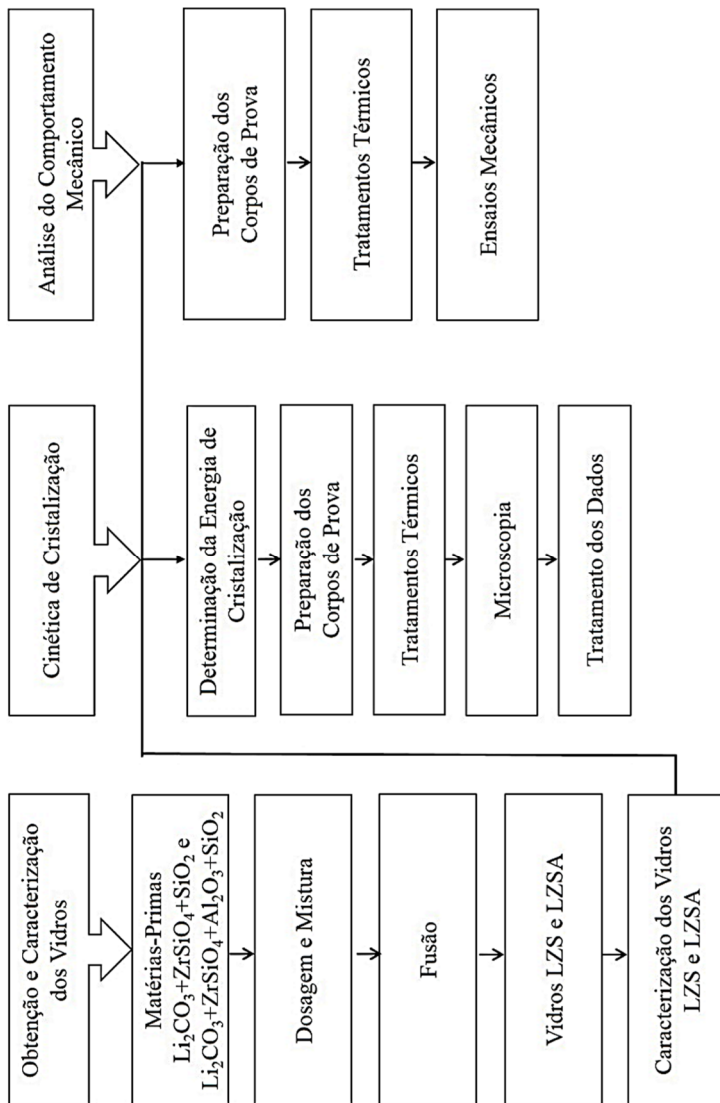 Obtenção e Caracterização
dos Vidros
Matérias-Primas
Li₂CO₃+ZrSiO₄+SiO₂ e
Li₂CO₃+ZrSiO₄+Al₂O₃+SiO₂
Dosagem e Mistura
Fusão
Vidros LZS e LZSA
Caracterização dos Vidros
LZS e LZSA
Cinética de Cristalização
Determinação da Energia de
Cristalização
Preparação dos
Corpos de Prova
Tratamentos Térmicos
Microscopia
Tratamento dos Dados
Análise do Comportamento
Mecânico
Preparação dos
Corpos de Prova
Tratamentos Térmicos
Ensaios Mecânicos